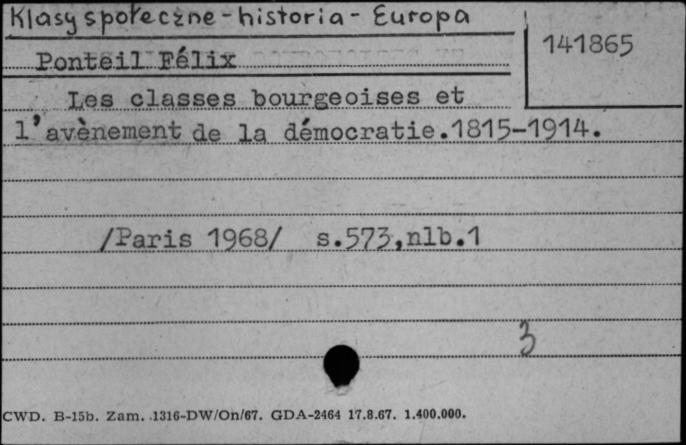 Klasy społeczne - historia - Europa
141865
Ponteil Félix
Les classes bourgeoises et
l'avènement de la démocratie.1815-1914.
/Paris 1968/ s.573,nlb.1
3
CWD. B-15b. Zam. 1316-DW/On/67. GDA-2464 17.8.67. 1.400.000.